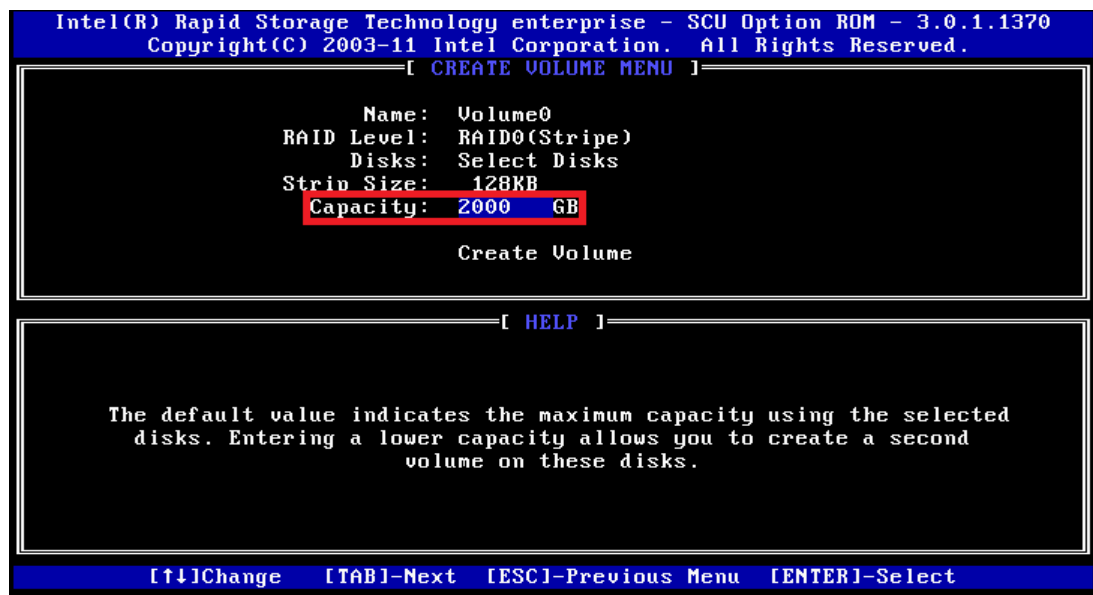 Intel(R) Rapid Storage Technology enterprise - SCU Option ROM - 3.0.1.1370
Copyright(C) 2003-11 Intel Corporation. All Rights Reserved.
[ CREATE VOLUME MENU ]
Name: Volume0
RAID Level: RAID0(Stripe)
Disks: Select Disks
Strip Size: 128KB
Capacity: 2000 GB
Create Volume
[ HELP ]
The default value indicates the maximum capacity using the selected
disks. Entering a lower capacity allows you to create a second
volume on these disks.
[↑↓]Change [TAB]-Next [ESC]-Previous Menu [ENTER]-Select